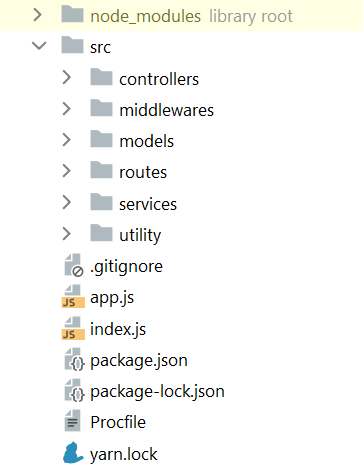 node_modules library root
src
controllers
middlewares
models
routes
services
utility
.gitignore
app.js
index.js
package.json
package-lock.json
Procfile
yarn.lock